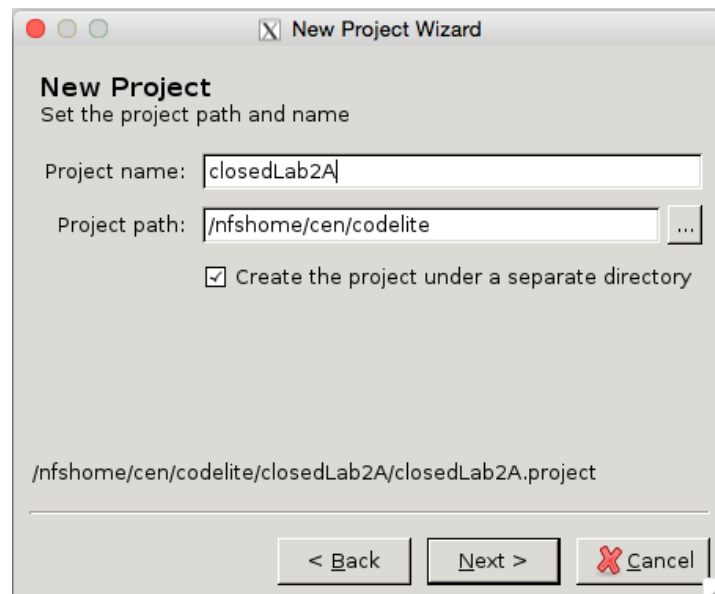 New Project Wizard
New Project
Set the project path and name
Project name: closedLab2A
Project path: /nfshome/cen/codelite ...
Create the project under a separate directory
/nfshome/cen/codelite/closedLab2A/closedLab2A.project
< Back Next > Cancel